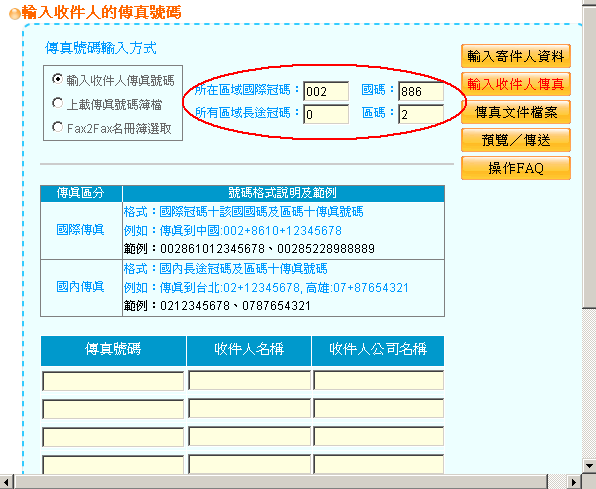 輸入收件人的傳真號碼
傳真號碼輸入方式
輸入收件人傳真號碼
上載傳真號碼簿檔
Fax2Fax名冊簿選取
所在區域國際冠碼：002 國碼：886
所有區域長途冠碼：0 區碼：2
輸入寄件人資料
輸入收件人傳真
傳真文件檔案
預覽／傳送
操作FAQ
傳真區分 號碼格式說明及範例
國際傳真
格式：國際冠碼＋該國國碼及區碼＋傳真號碼
例如：傳真到中國:002+8610+12345678
範例：002861012345678、00285228988889
國內傳真
格式：國內長途冠碼及區碼＋傳真號碼
例如：傳真到台北:02+12345678, 高雄:07+87654321
範例：0212345678、0787654321
傳真號碼 收件人名稱 收件人公司名稱